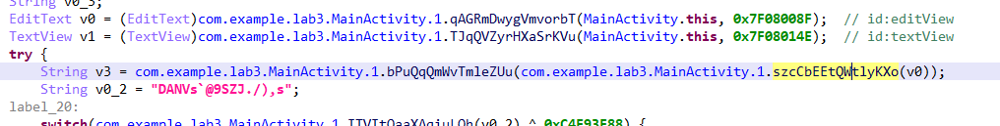 String v0_3;
EditText v0 = (EditText)com.example.lab3.MainActivity.1.qAGRmDwygVmvorbT(MainActivity.this, 0x7F08008F);  // id:editView
TextView v1 = (TextView)com.example.lab3.MainActivity.1.TJqQVZyrHXaSrKVu(MainActivity.this, 0x7F08014E);  // id:textView
try {
String v3 = com.example.lab3.MainActivity.1.bPuQqQmWvTmleZUu(com.example.lab3.MainActivity.1.szcCbEEtQWtlyKXo(v0));
String v0_2 = "DANVs`@9SZJ./),s";
label_20:
switch(com.example.lab3.MainActivity.1.ITVItOaaXAqiuLOh(v0_2) ^ 0xC4E93E88) {